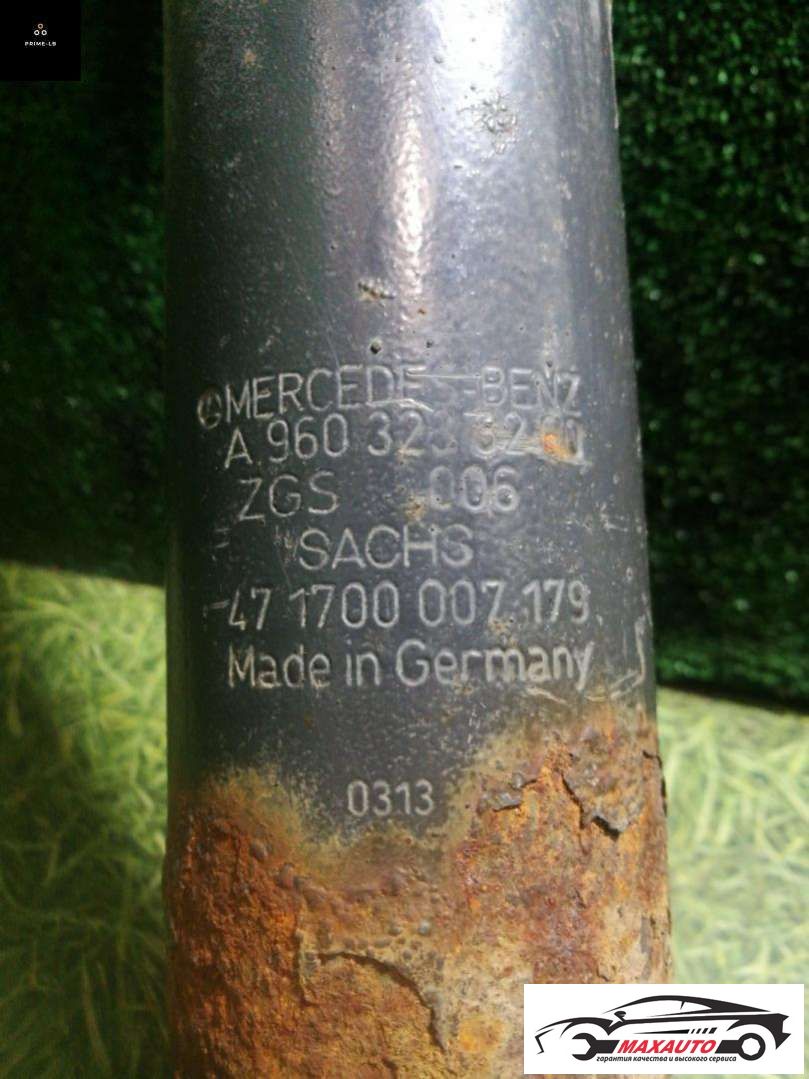 PRIME-LB
MERCEDES-BENZ
A 960 32
ZGS 006
SACHS
47 1700 007 179
Made in Germany
0313
MAXAUTO
гарантия качества и высокого сервиса